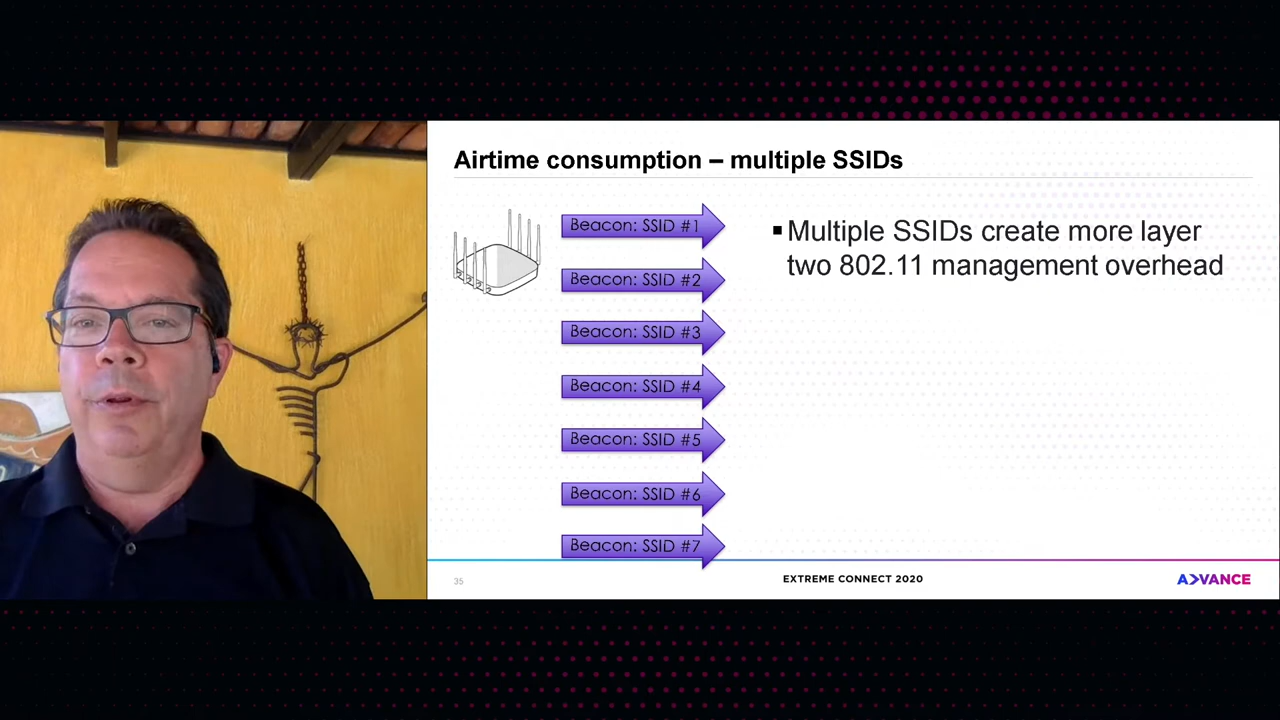 Airtime consumption – multiple SSIDs
Beacon: SSID #1
Beacon: SSID #2
Beacon: SSID #3
Beacon: SSID #4
Beacon: SSID #5
Beacon: SSID #6
Beacon: SSID #7
▪Multiple SSIDs create more layer
two 802.11 management overhead
35
EXTREME CONNECT 2020
ADVANCE